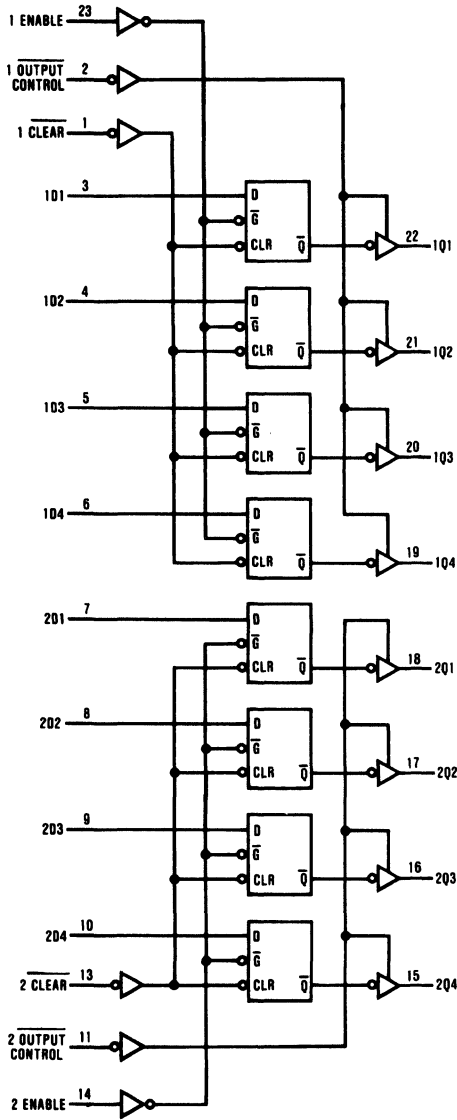 1 ENABLE 23
1 OUTPUT CONTROL 2
1 CLEAR 1
1D1 3 D G CLR Q 22 1Q1
1D2 4 D G CLR Q 21 1Q2
1D3 5 D G CLR Q 20 1Q3
1D4 6 D G CLR Q 19 1Q4
2D1 7 D G CLR Q 18 2Q1
2D2 8 D G CLR Q 17 2Q2
2D3 9 D G CLR Q 16 2Q3
2D4 10 D G CLR Q 15 2Q4
2 CLEAR 13
2 OUTPUT CONTROL 11
2 ENABLE 14